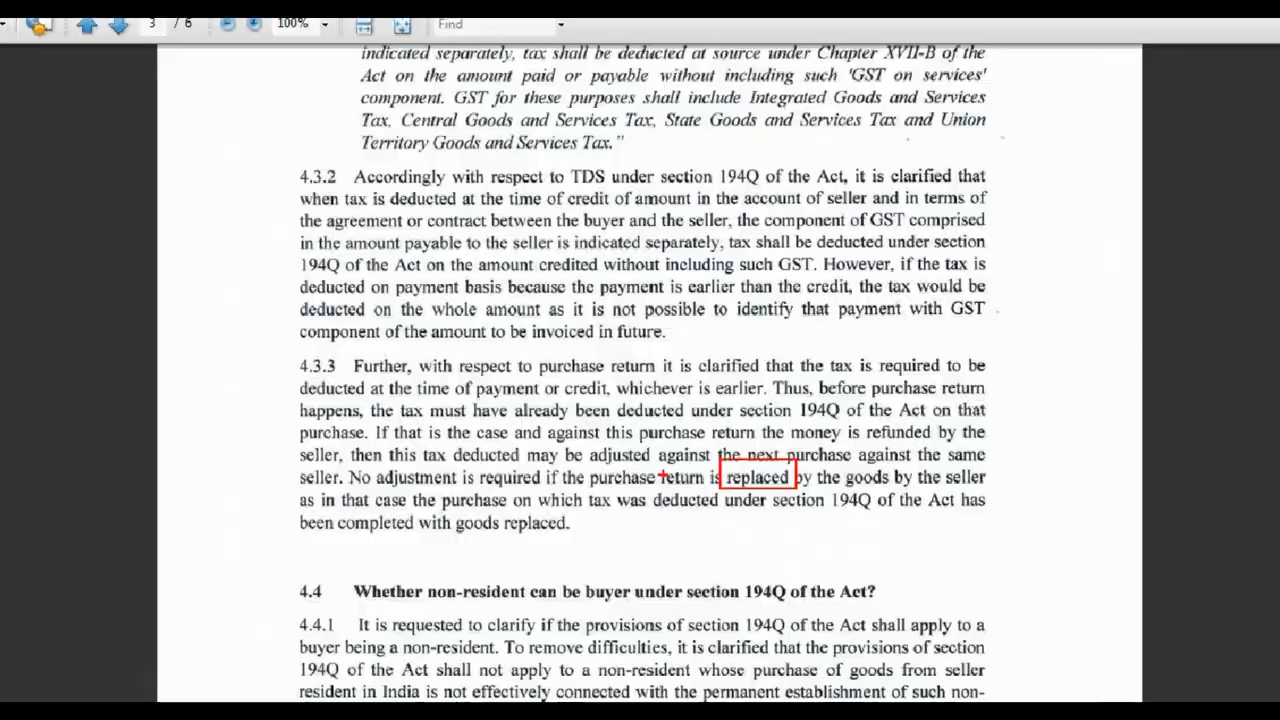 3 / 6 100% Find
indicated separately, tax shall be deducted at source under Chapter XVII-B of the
Act on the amount paid or payable without including such 'GST on services'
component. GST for these purposes shall include Integrated Goods and Services
Tax, Central Goods and Services Tax, State Goods and Services Tax and Union
Territory Goods and Services Tax."
4.3.2 Accordingly with respect to TDS under section 194Q of the Act, it is clarified that
when tax is deducted at the time of credit of amount in the account of seller and in terms of
the agreement or contract between the buyer and the seller, the component of GST comprised
in the amount payable to the seller is indicated separately, tax shall be deducted under section
194Q of the Act on the amount credited without including such GST. However, if the tax is
deducted on payment basis because the payment is earlier than the credit, the tax would be
deducted on the whole amount as it is not possible to identify that payment with GST
component of the amount to be invoiced in future.
4.3.3 Further, with respect to purchase return it is clarified that the tax is required to be
deducted at the time of payment or credit, whichever is earlier. Thus, before purchase return
happens, the tax must have already been deducted under section 194Q of the Act on that
purchase. If that is the case and against this purchase return the money is refunded by the
seller, then this tax deducted may be adjusted against the next purchase against the same
seller. No adjustment is required if the purchase return is replaced by the goods by the seller
as in that case the purchase on which tax was deducted under section 194Q of the Act has
been completed with goods replaced.
4.4 Whether non-resident can be buyer under section 194Q of the Act?
4.4.1 It is requested to clarify if the provisions of section 194Q of the Act shall apply to a
buyer being a non-resident. To remove difficulties, it is clarified that the provisions of section
194Q of the Act shall not apply to a non-resident whose purchase of goods from seller
resident in India is not effectively connected with the permanent establishment of such non-